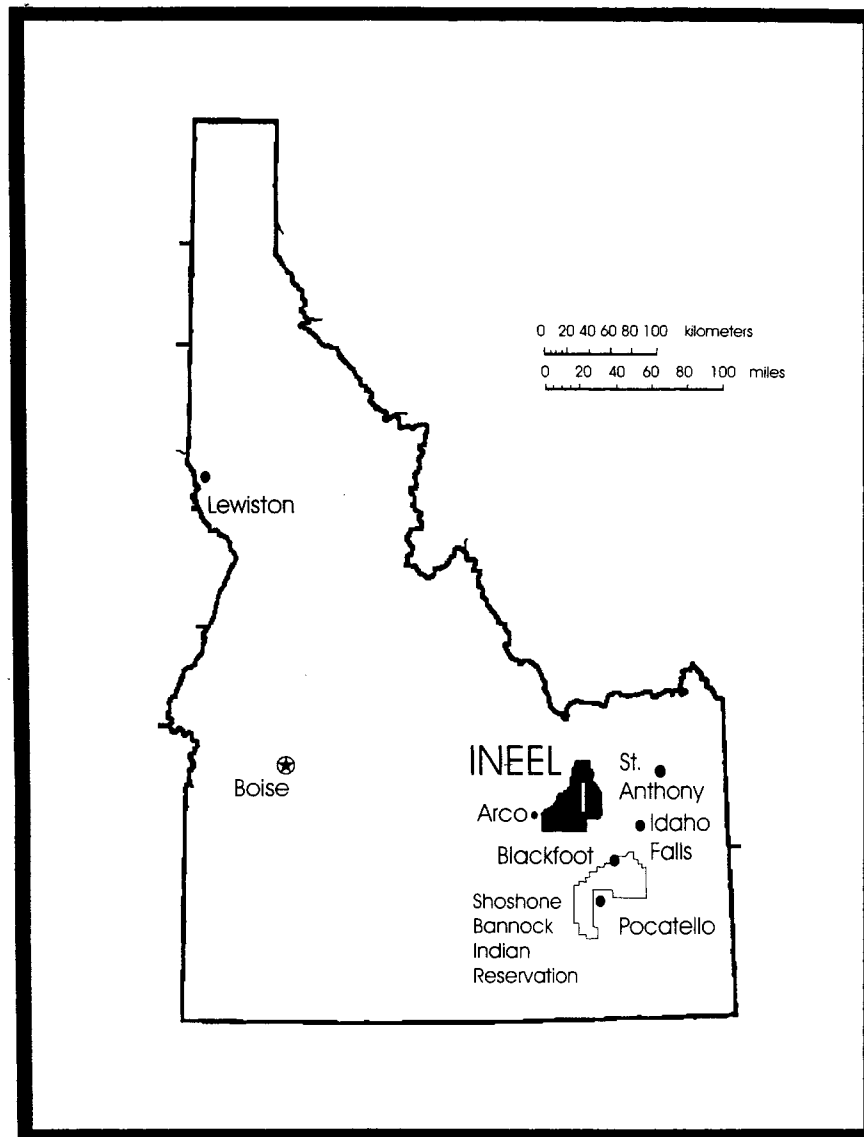 0 20 40 60 80 100 kilometers
0 20 40 60 80 100 miles
Lewiston
Boise
INEEL
St.
Anthony
Arco
Idaho
Falls
Blackfoot
Shoshone
Bannock
Indian
Reservation
Pocatello